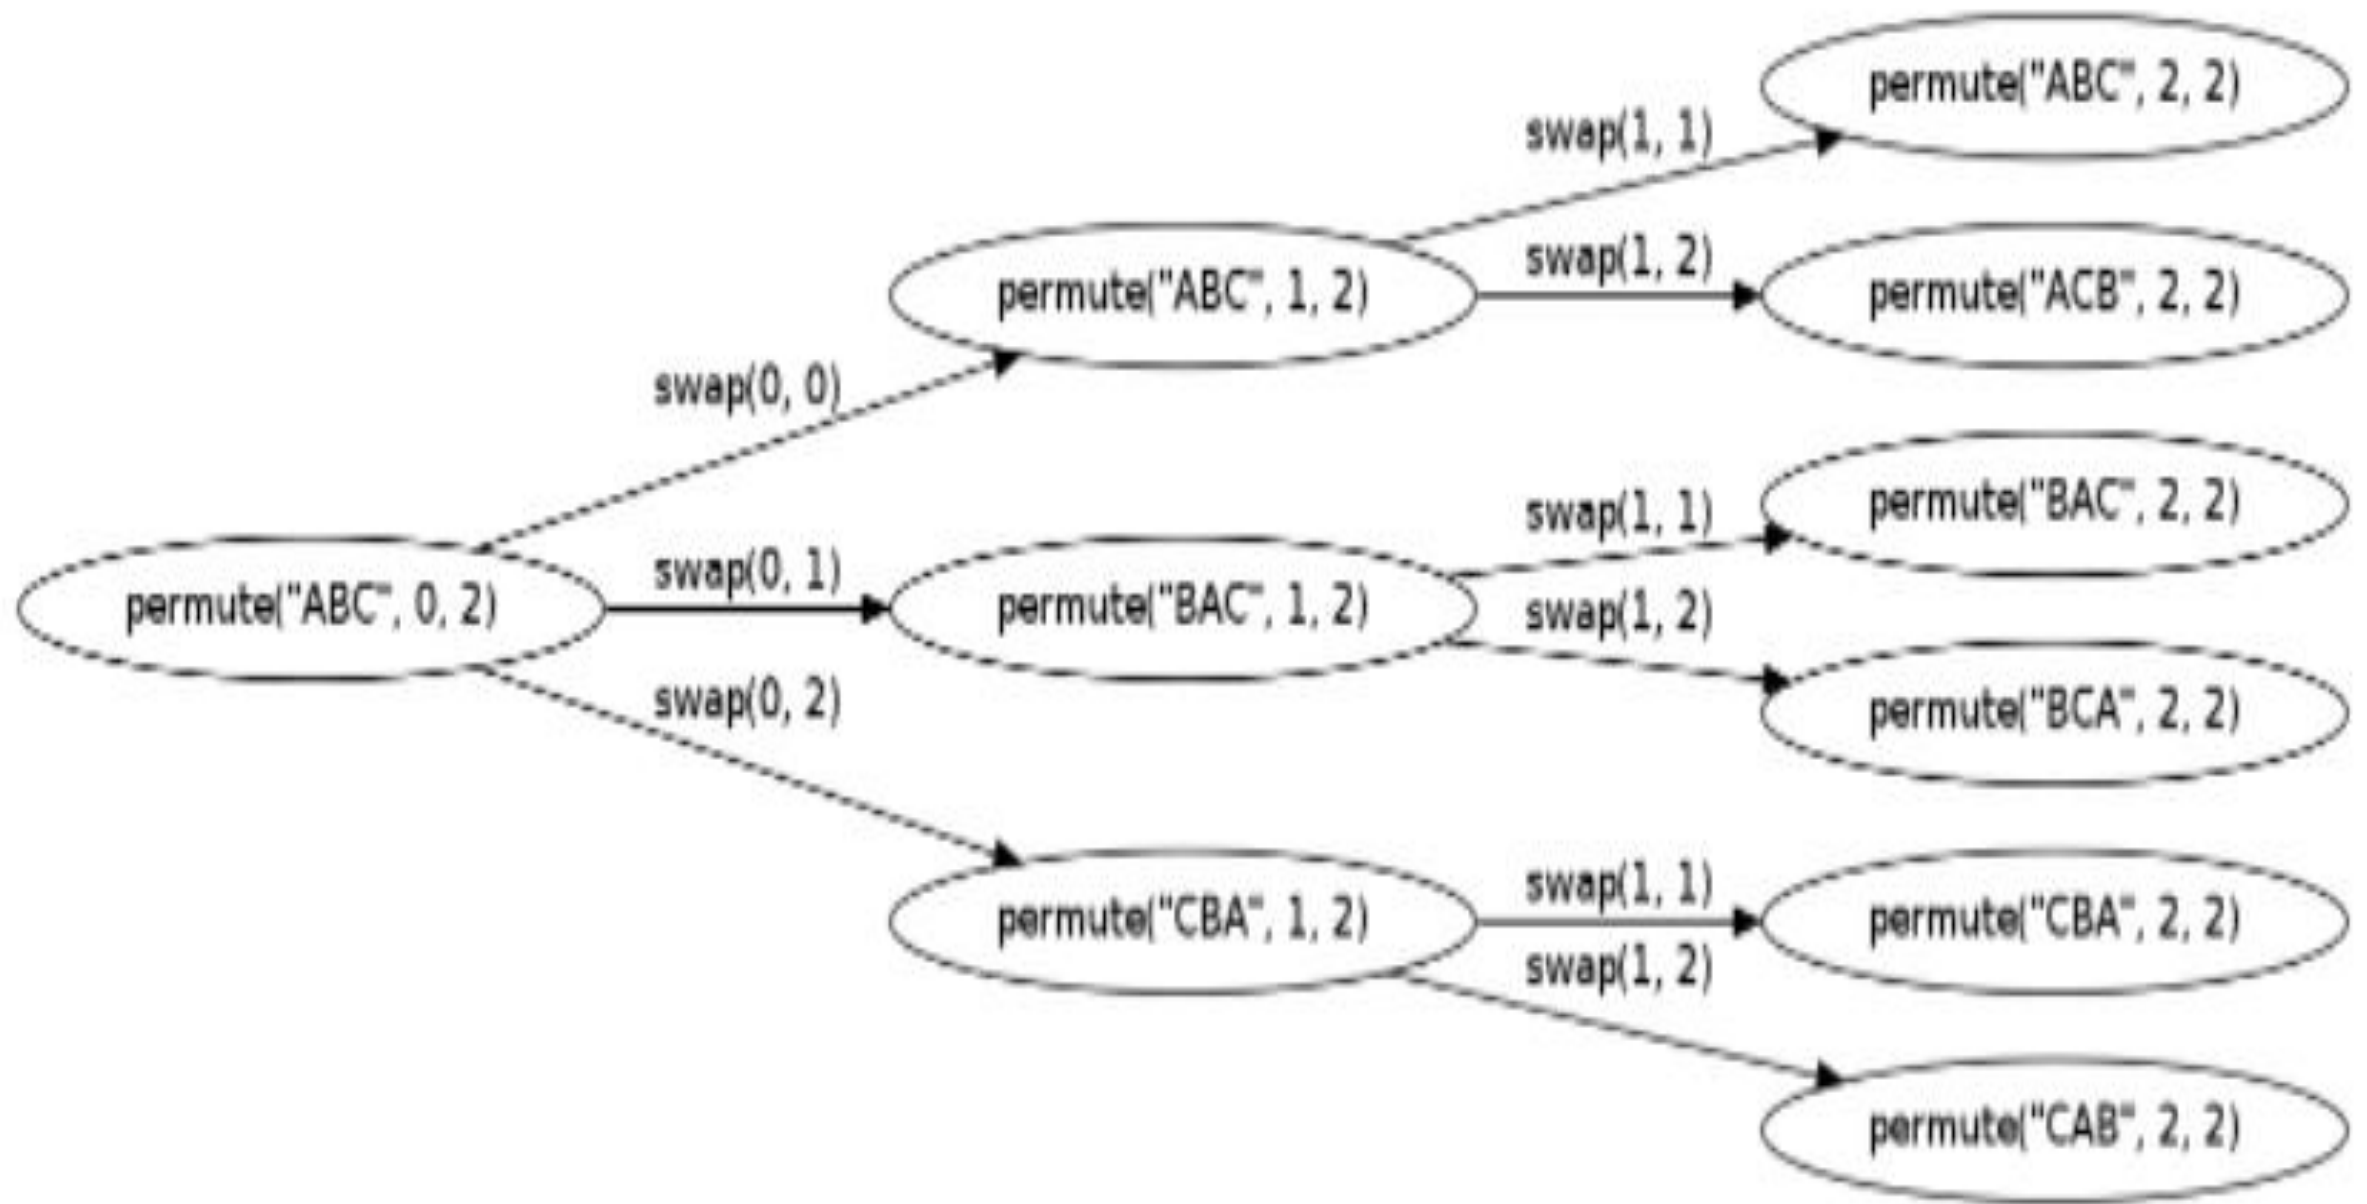 permute("ABC", 2, 2)
swap(1, 1)
swap(1, 2)
permute("ABC", 1, 2)
permute("ACB", 2, 2)
swap(0, 0)
permute("BAC", 2, 2)
swap(1, 1)
swap(0, 1)
permute("ABC", 0, 2)
permute("BAC", 1, 2)
swap(1, 2)
swap(0, 2)
permute("BCA", 2, 2)
swap(1, 1)
permute("CBA", 1, 2)
permute("CBA", 2, 2)
swap(1, 2)
permute("CAB", 2, 2)